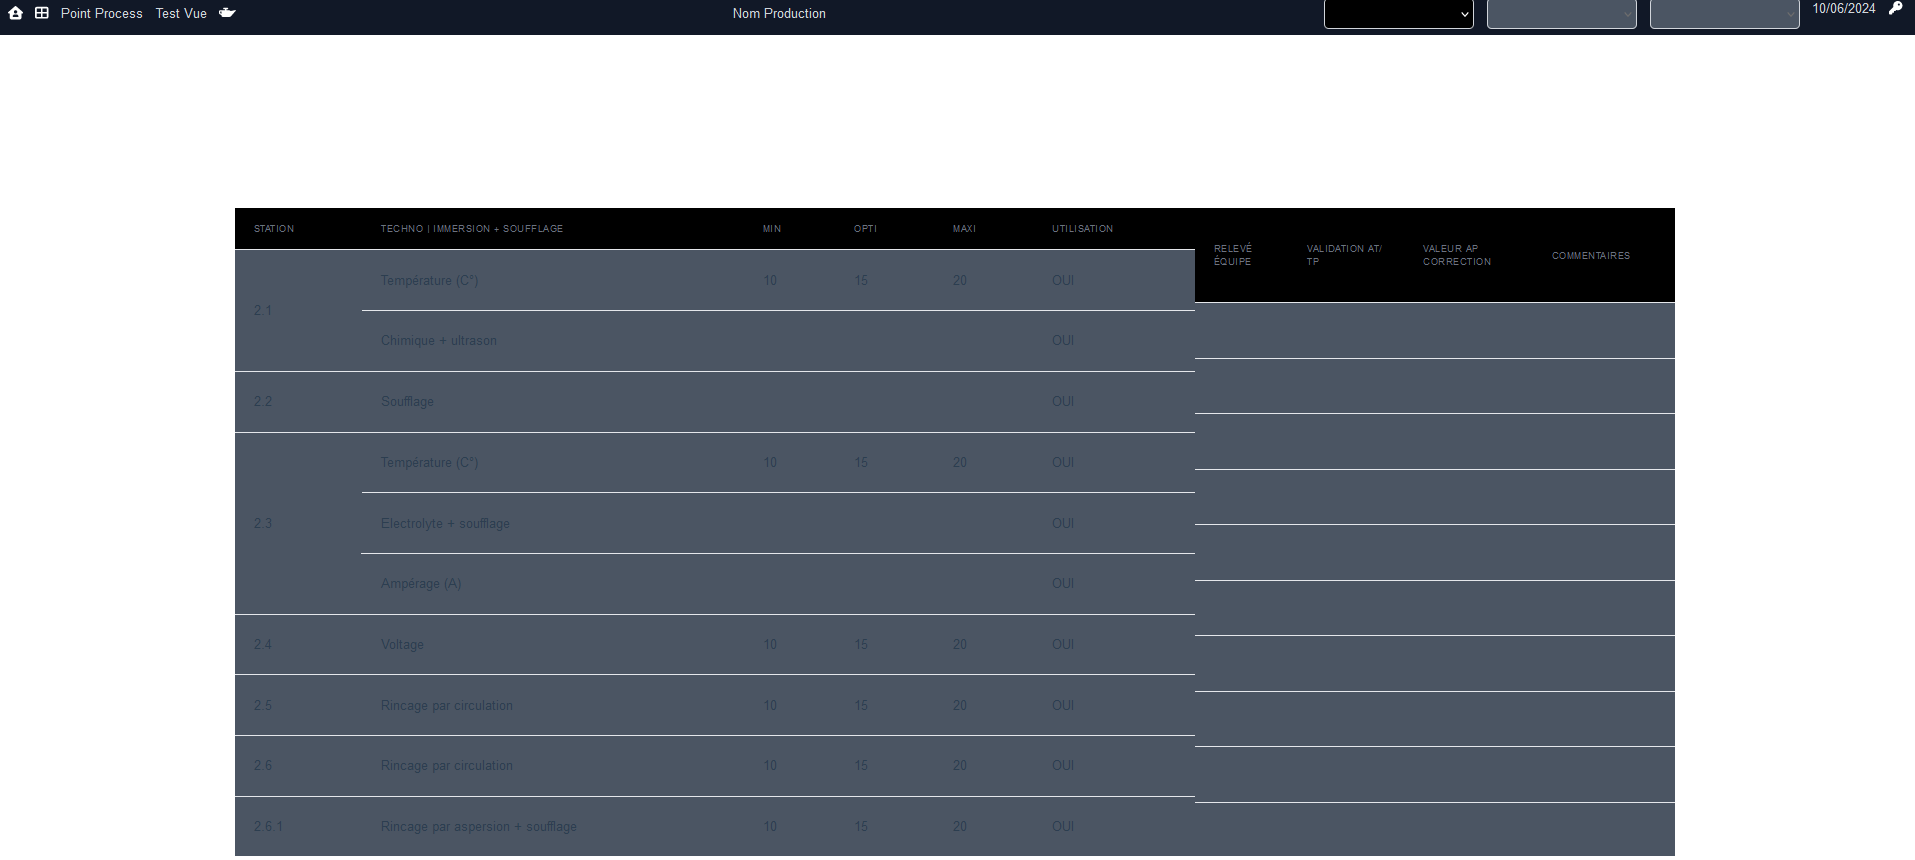 Point Process Test Vue Nom Production 10/06/2024
STATION TECHNO | IMMERSION + SOUFFLAGE MIN OPTI MAXI UTILISATION
RELEVÉ ÉQUIPE VALIDATION AT/ TP VALEUR AP CORRECTION COMMENTAIRES
2.1 Température (C°) 10 15 20 OUI
Chimique + ultrason OUI
2.2 Soufflage OUI
2.3 Température (C°) 10 15 20 OUI
Electrolyte + soufflage OUI
Ampérage (A) OUI
2.4 Voltage 10 15 20 OUI
2.5 Rincage par circulation 10 15 20 OUI
2.6 Rincage par circulation 10 15 20 OUI
2.6.1 Rincage par aspersion + soufflage 10 15 20 OUI